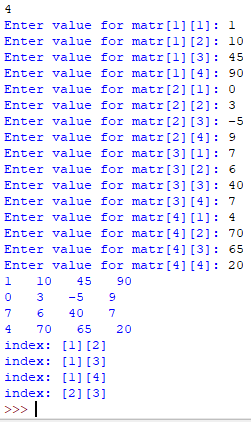 4
Enter value for matr[1][1]: 1
Enter value for matr[1][2]: 10
Enter value for matr[1][3]: 45
Enter value for matr[1][4]: 90
Enter value for matr[2][1]: 0
Enter value for matr[2][2]: 3
Enter value for matr[2][3]: -5
Enter value for matr[2][4]: 9
Enter value for matr[3][1]: 7
Enter value for matr[3][2]: 6
Enter value for matr[3][3]: 40
Enter value for matr[3][4]: 7
Enter value for matr[4][1]: 4
Enter value for matr[4][2]: 70
Enter value for matr[4][3]: 65
Enter value for matr[4][4]: 20
1   10   45   90
0   3   -5   9
7   6   40   7
4   70   65   20
index: [1][2]
index: [1][3]
index: [1][4]
index: [2][3]
>>>